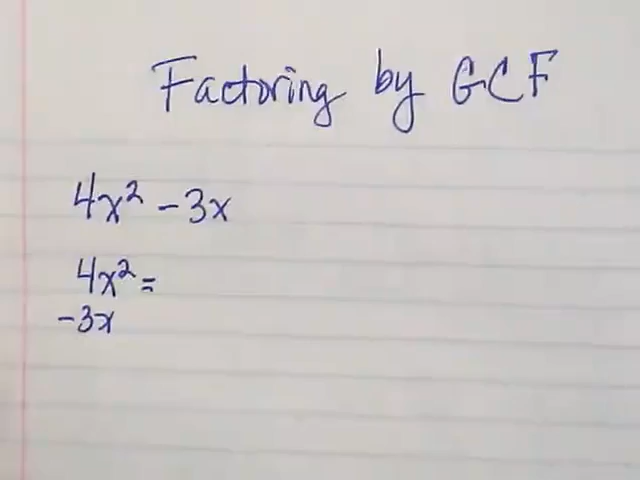 Factoring by GCF
4x² - 3x
4x² =
-3x